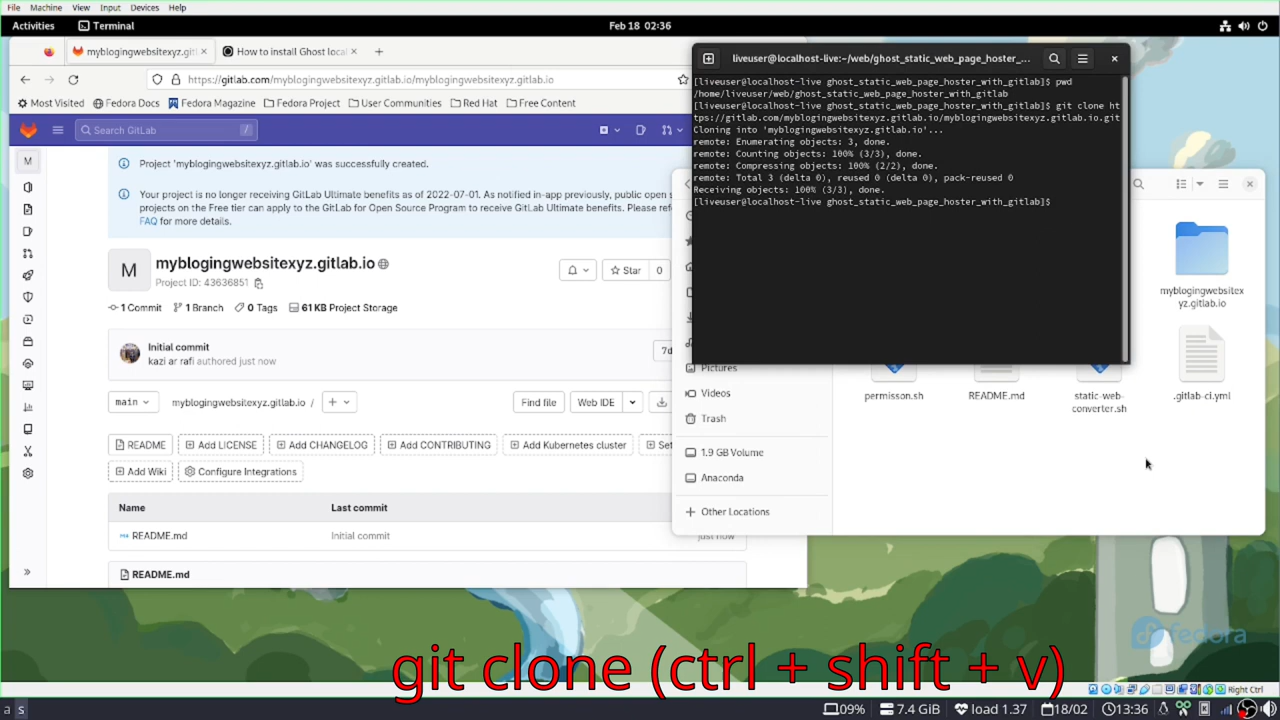 File Machine View Input Devices Help
Activities Terminal Feb 18 02:36
myblogingwebsitexyz.gitl × How to install Ghost local × +
https://gitlab.com/myblogingwebsitexyz.gitlab.io/myblogingwebsitexyz.gitlab.io
Most Visited Fedora Docs Fedora Magazine Fedora Project User Communities Red Hat Free Content
Search GitLab /
M
Project 'myblogingwebsitexyz.gitlab.io' was successfully created.
Your project is no longer receiving GitLab Ultimate benefits as of 2022-07-01. As notified in-app previously, public open
projects on the Free tier can apply to the GitLab for Open Source Program to receive GitLab Ultimate benefits. Please
FAQ for more details.
M
myblogingwebsitexyz.gitlab.io
Project ID: 43636851
Star 0
1 Commit 1 Branch 0 Tags 61 KB Project Storage
Initial commit
kazi ar rafi authored just now
main myblogingwebsitexyz.gitlab.io / + Find file Web IDE
README Add LICENSE Add CHANGELOG Add CONTRIBUTING Add Kubernetes cluster
Add Wiki Configure Integrations
Name Last commit
README.md Initial commit just now
README.md
liveuser@localhost-live:~/web/ghost_static_web_page_hoster_with_...
[liveuser@localhost-live ghost_static_web_page_hoster_with_gitlab]$ pwd
/home/liveuser/web/ghost_static_web_page_hoster_with_gitlab
[liveuser@localhost-live ghost_static_web_page_hoster_with_gitlab]$ git clone ht
tps://gitlab.com/myblogingwebsitexyz.gitlab.io/myblogingwebsitexyz.gitlab.io.git
Cloning into 'myblogingwebsitexyz.gitlab.io'...
remote: Enumerating objects: 3, done.
remote: Counting objects: 100% (3/3), done.
remote: Compressing objects: 100% (2/2), done.
remote: Total 3 (delta 0), reused 0 (delta 0), pack-reused 0
Receiving objects: 100% (3/3), done.
[liveuser@localhost-live ghost_static_web_page_hoster_with_gitlab]$
Pictures
Videos
Trash
1.9 GB Volume
Anaconda
+ Other Locations
myblogingwebsitex
yz.gitlab.io
permisson.sh README.md static-web- .gitlab-ci.yml
converter.sh
fedora
git clone (ctrl + shift + v)
Right Ctrl
a s 09% 7.4 GiB load 1.37 18/02 13:36